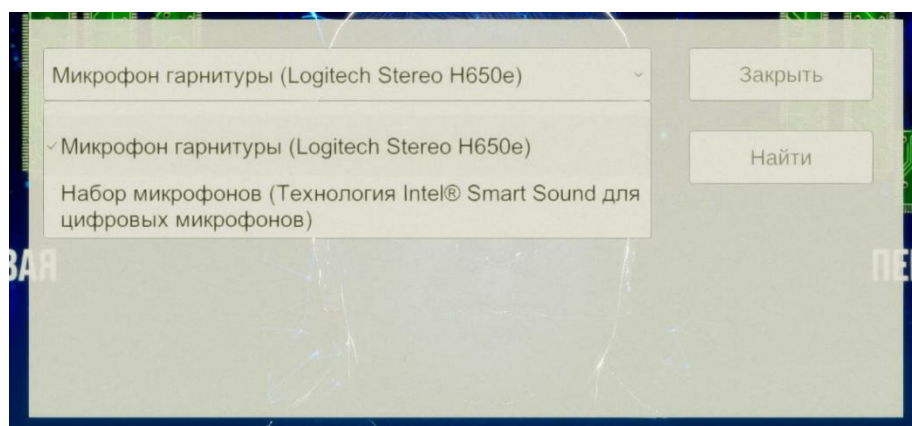 Микрофон гарнитуры (Logitech Stereo H650e)
Закрыть
Микрофон гарнитуры (Logitech Stereo H650e)
Найти
Набор микрофонов (Технология Intel® Smart Sound для
цифровых микрофонов)